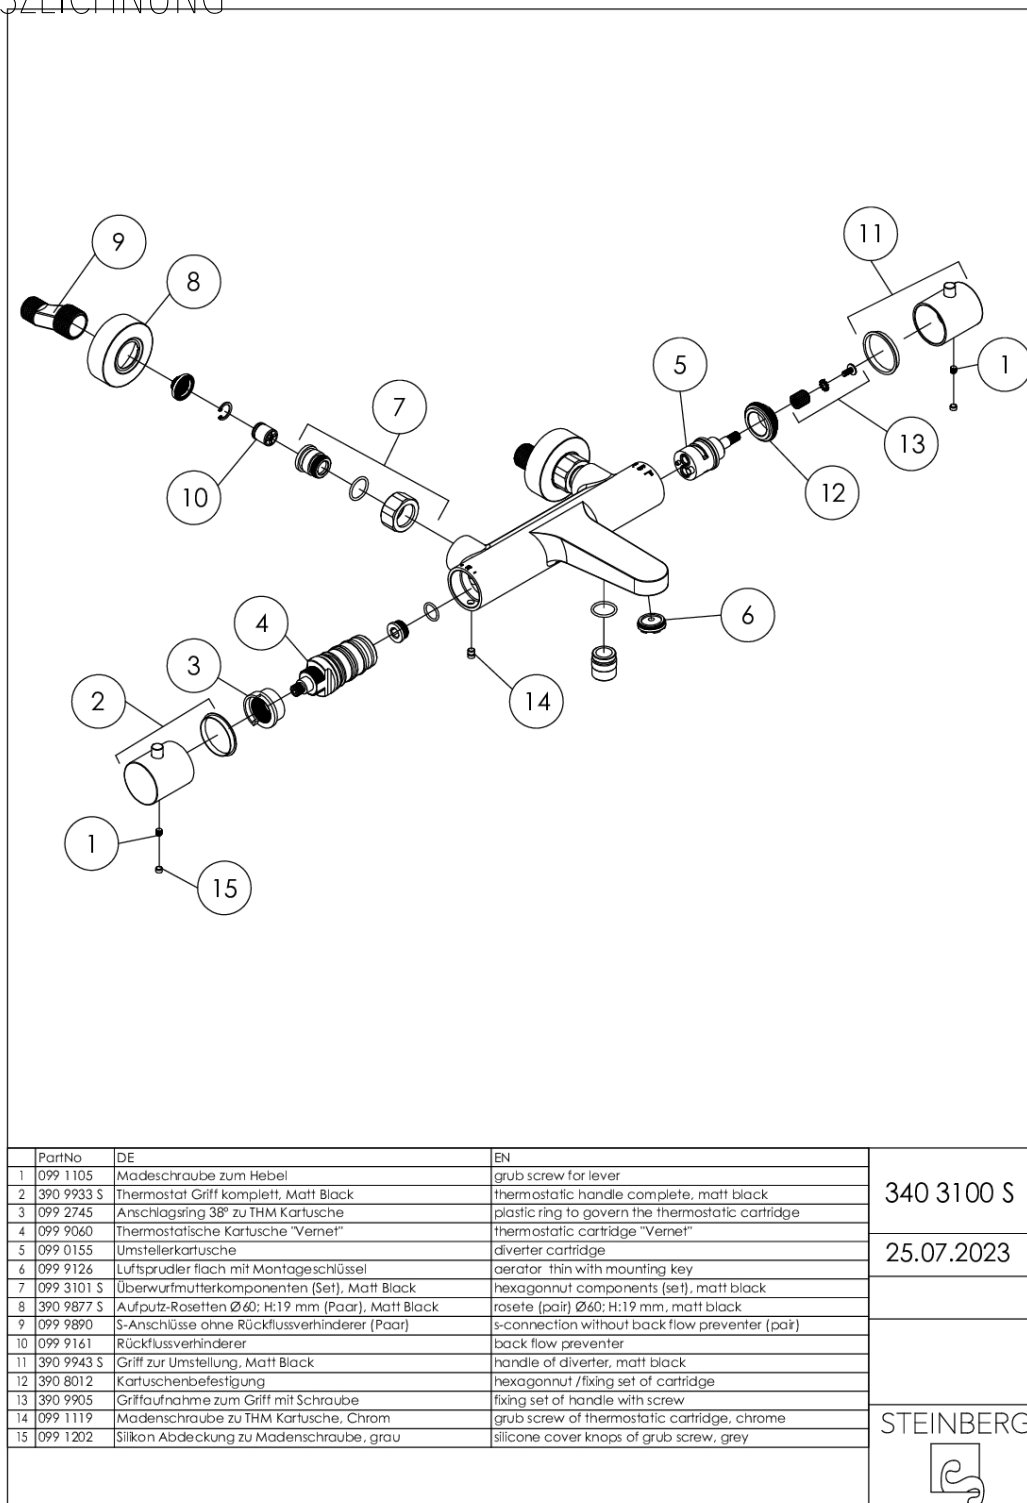 9
8
11
5
1
7
13
10
12
4
6
3
2
14
1
15
PartNo DE EN
1 099 1105 Madeschraube zum Hebel grub screw for lever
2 390 9933 S Thermostat Griff komplett, Matt Black thermostatic handle complete, matt black
3 099 2745 Anschlagsring 38° zu THM Kartusche plastic ring to govern the thermostatic cartridge
4 099 9060 Thermostatische Kartusche "Vernet" thermostatic cartridge "Vernet"
5 099 0155 Umstellerkartusche diverter cartridge
6 099 9126 Luftsprudler flach mit Montageschlüssel aerator thin with mounting key
7 099 3101 S Überwurfmutterkomponenten (Set), Matt Black hexagonnut components (set), matt black
8 390 9877 S Aufputz-Rosetten Ø60; H:19 mm (Paar), Matt Black rosete (pair) Ø60; H:19 mm, matt black
9 099 9890 S-Anschlüsse ohne Rückflussverhinderer (Paar) s-connection without back flow preventer (pair)
10 099 9161 Rückflussverhinderer back flow preventer
11 390 9943 S Griff zur Umstellung, Matt Black handle of diverter, matt black
12 390 8012 Kartuschenbefestigung hexagonnut /fixing set of cartridge
13 390 9905 Griffaufnahme zum Griff mit Schraube fixing set of handle with screw
14 099 1119 Madenschraube zu THM Kartusche, Chrom grub screw of thermostatic cartridge, chrome
15 099 1202 Silikon Abdeckung zu Madenschraube, grau silicone cover knops of grub screw, grey
340 3100 S
25.07.2023
STEINBERG